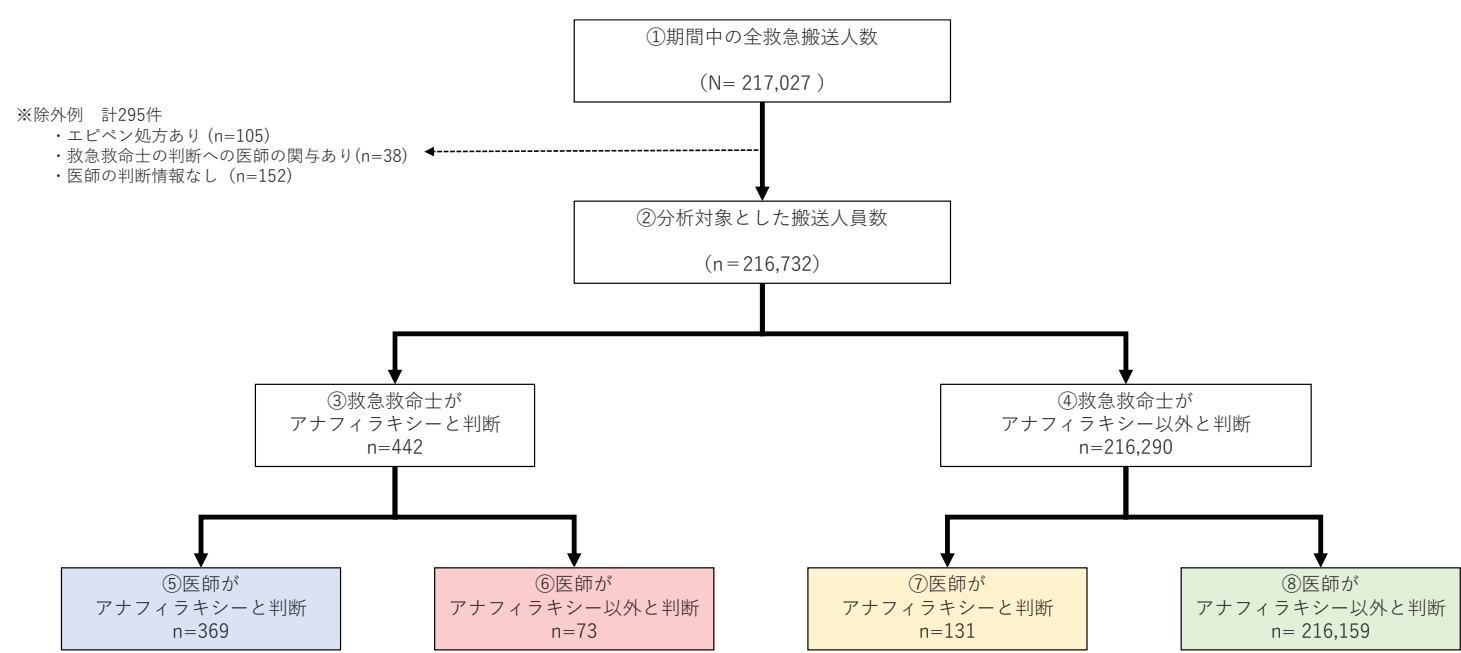 ①期間中の全救急搬送人数
（N= 217,027 ）
※除外例　計295件
・エピペン処方あり (n=105)
・救急救命士の判断への医師の関与あり(n=38)
・医師の判断情報なし (n=152)
②分析対象とした搬送人員数
（n＝216,732）
③救急救命士が
アナフィラキシーと判断
n=442
④救急救命士が
アナフィラキシー以外と判断
n=216,290
⑤医師が
アナフィラキシーと判断
n=369
⑥医師が
アナフィラキシー以外と判断
n=73
⑦医師が
アナフィラキシーと判断
n=131
⑧医師が
アナフィラキシー以外と判断
n= 216,159